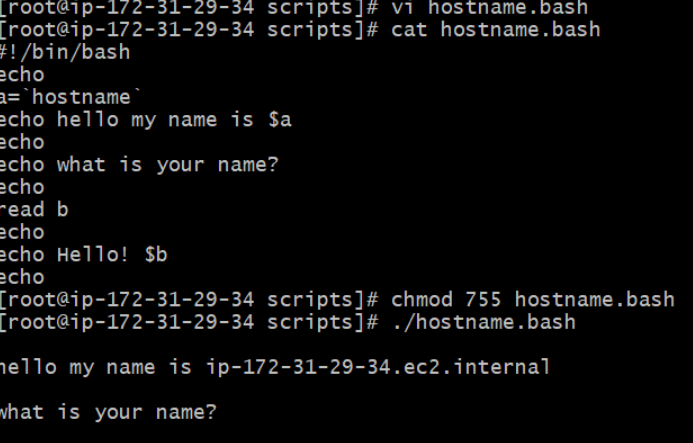 [root@ip-172-31-29-34 scripts]# vi hostname.bash
[root@ip-172-31-29-34 scripts]# cat hostname.bash
#!/bin/bash
echo
a=`hostname`
echo hello my name is $a
echo
echo what is your name?
echo
read b
echo
echo Hello! $b
echo
[root@ip-172-31-29-34 scripts]# chmod 755 hostname.bash
[root@ip-172-31-29-34 scripts]# ./hostname.bash
hello my name is ip-172-31-29-34.ec2.internal
what is your name?